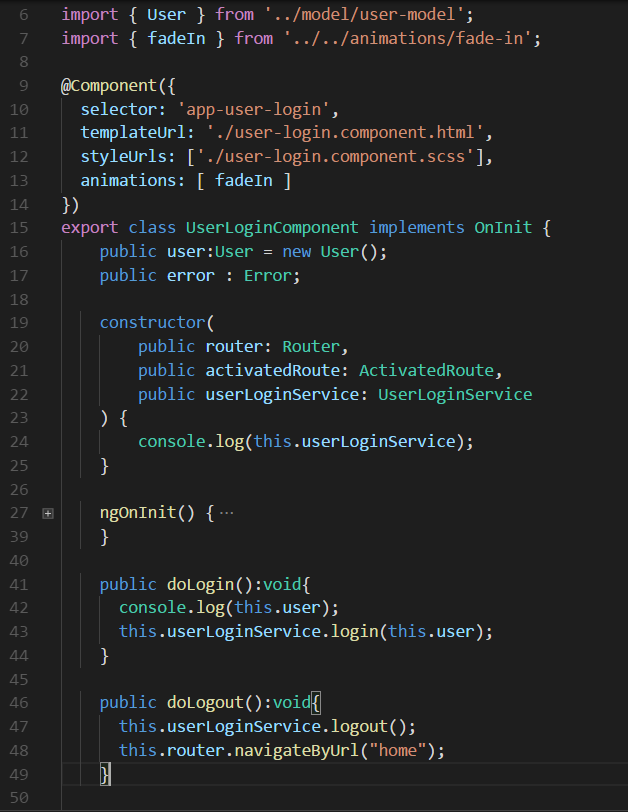 6 import { User } from '../model/user-model';
7 import { fadeIn } from '../../animations/fade-in';
8
9 @Component({
10 selector: 'app-user-login',
11 templateUrl: './user-login.component.html',
12 styleUrls: ['./user-login.component.scss'],
13 animations: [ fadeIn ]
14 })
15 export class UserLoginComponent implements OnInit {
16 public user:User = new User();
17 public error : Error;
18
19 constructor(
20 public router: Router,
21 public activatedRoute: ActivatedRoute,
22 public userLoginService: UserLoginService
23 ) {
24 console.log(this.userLoginService);
25 }
26
27 ngOnInit() { ···
39 }
40
41 public doLogin():void{
42 console.log(this.user);
43 this.userLoginService.login(this.user);
44 }
45
46 public doLogout():void{
47 this.userLoginService.logout();
48 this.router.navigateByUrl("home");
49 }
50